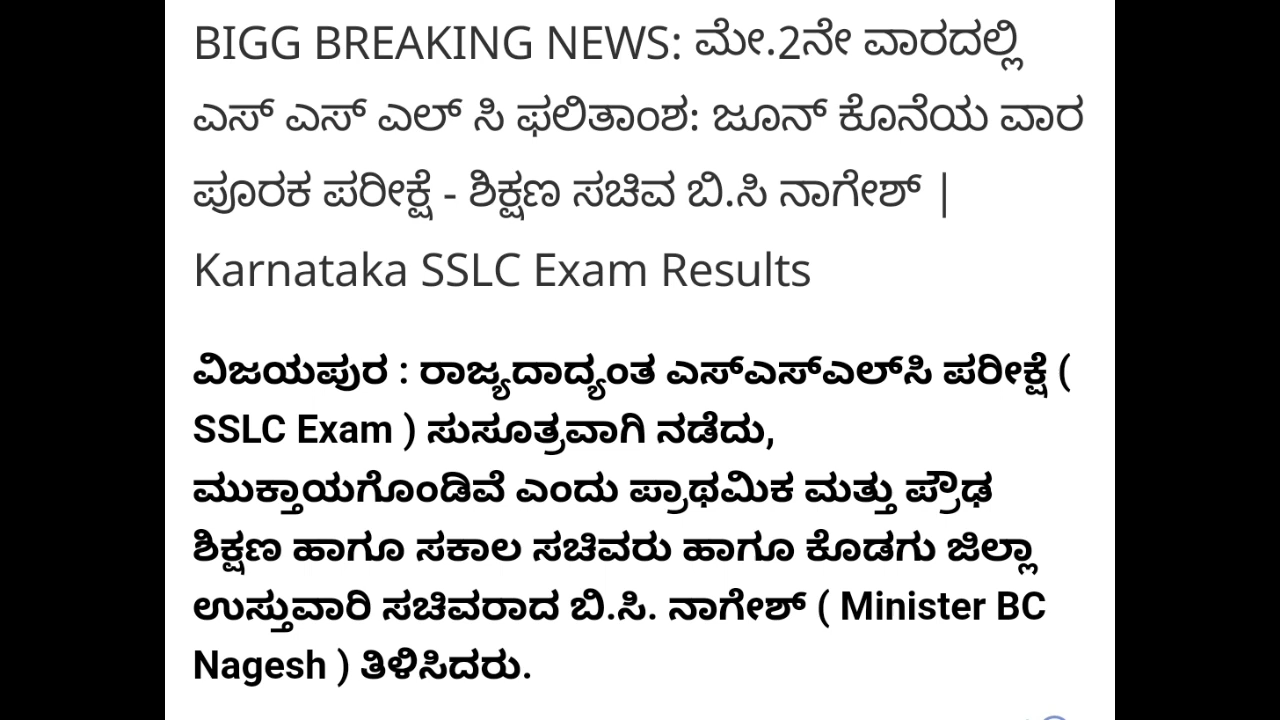 BIGG BREAKING NEWS: ಮೇ.2ನೇ ವಾರದಲ್ಲಿ
ಎಸ್ ಎಸ್ ಎಲ್ ಸಿ ಫಲಿತಾಂಶ: ಜೂನ್ ಕೊನೆಯ ವಾರ
ಪೂರಕ ಪರೀಕ್ಷೆ - ಶಿಕ್ಷಣ ಸಚಿವ ಬಿ.ಸಿ ನಾಗೇಶ್ |
Karnataka SSLC Exam Results
ವಿಜಯಪುರ : ರಾಜ್ಯದಾದ್ಯಂತ ಎಸ್ಎಸ್ಎಲ್‌ಸಿ ಪರೀಕ್ಷೆ (
SSLC Exam ) ಸುಸೂತ್ರವಾಗಿ ನಡೆದು,
ಮುಕ್ತಾಯಗೊಂಡಿವೆ ಎಂದು ಪ್ರಾಥಮಿಕ ಮತ್ತು ಪ್ರೌಢ
ಶಿಕ್ಷಣ ಹಾಗೂ ಸಕಾಲ ಸಚಿವರು ಹಾಗೂ ಕೊಡಗು ಜಿಲ್ಲಾ
ಉಸ್ತುವಾರಿ ಸಚಿವರಾದ ಬಿ.ಸಿ. ನಾಗೇಶ್ ( Minister BC
Nagesh ) ತಿಳಿಸಿದರು.